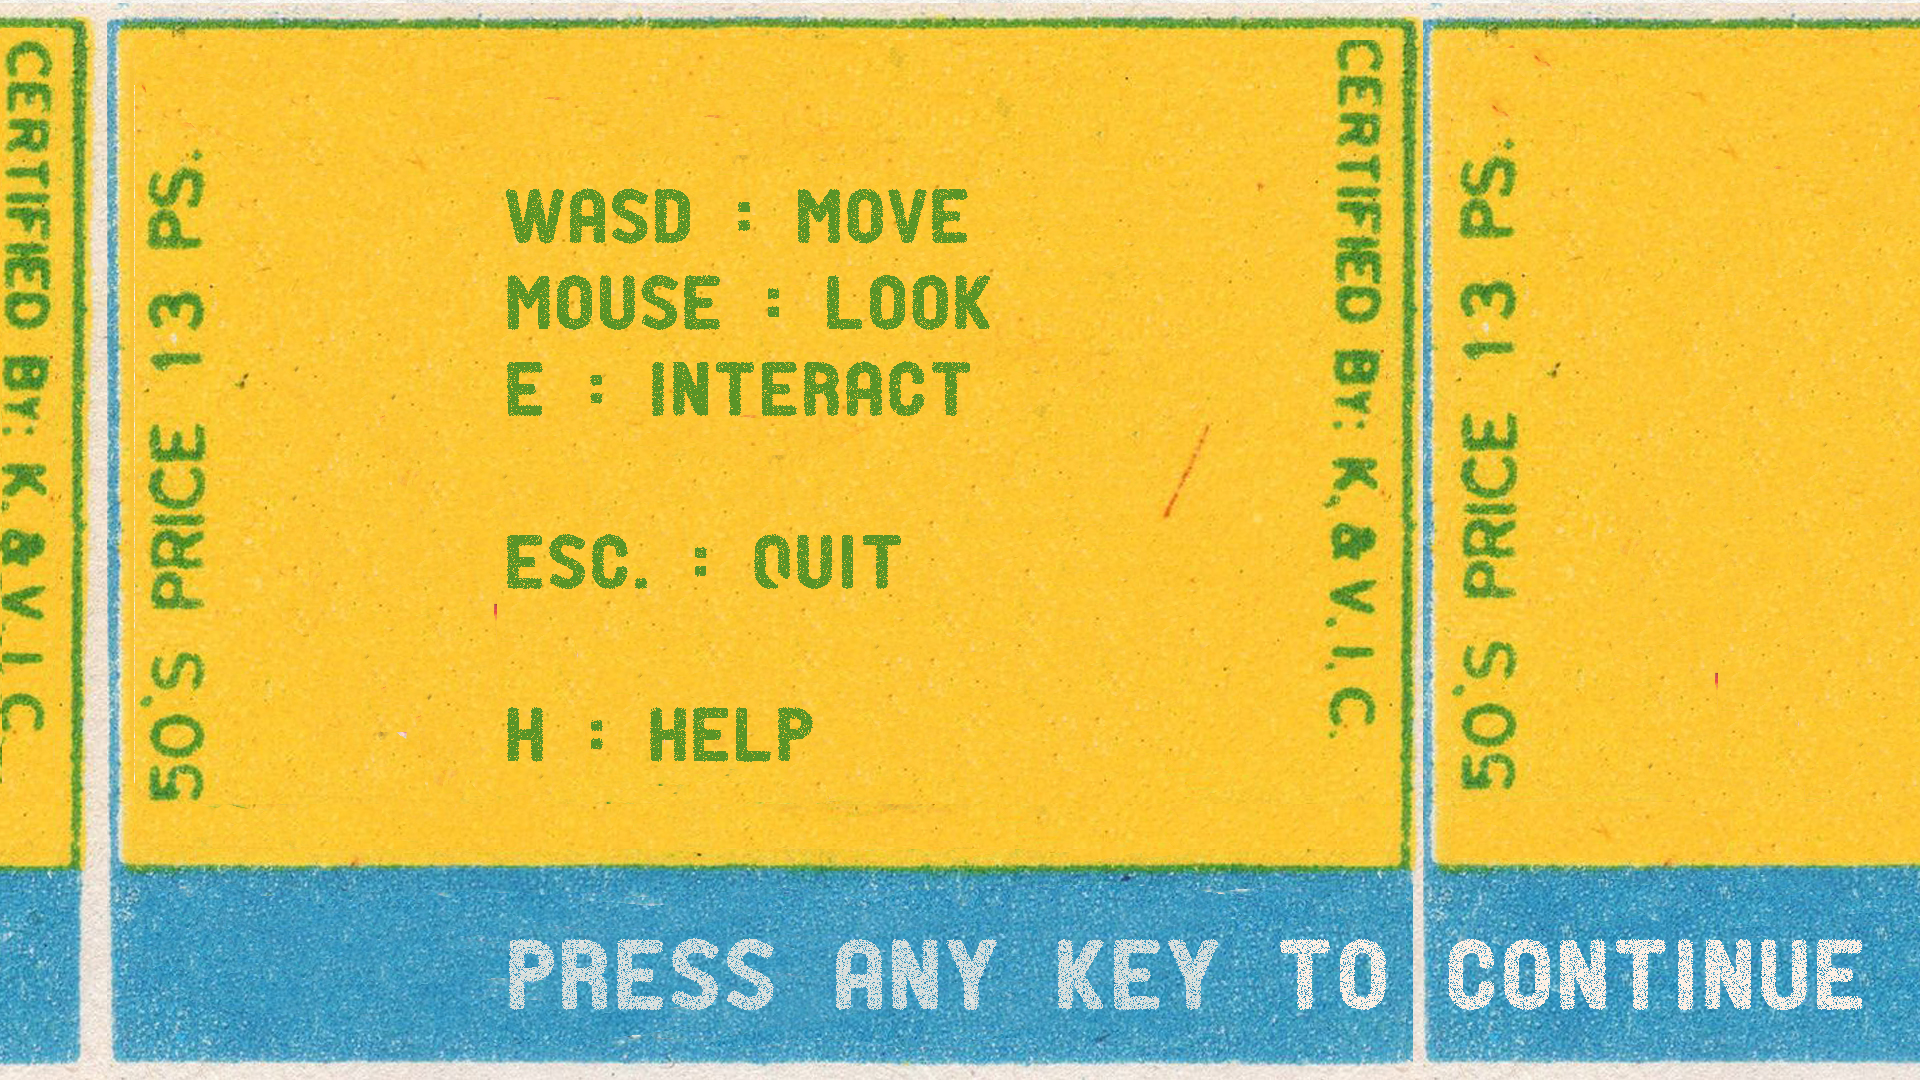 CERTIFIED BY: K. & V. I. C.
50'S PRICE 13 PS.
WASD : MOVE
MOUSE : LOOK
E : INTERACT
ESC. : QUIT
H : HELP
CERTIFIED BY: K. & V. I. C.
50'S PRICE 13 PS.
PRESS ANY KEY TO CONTINUE